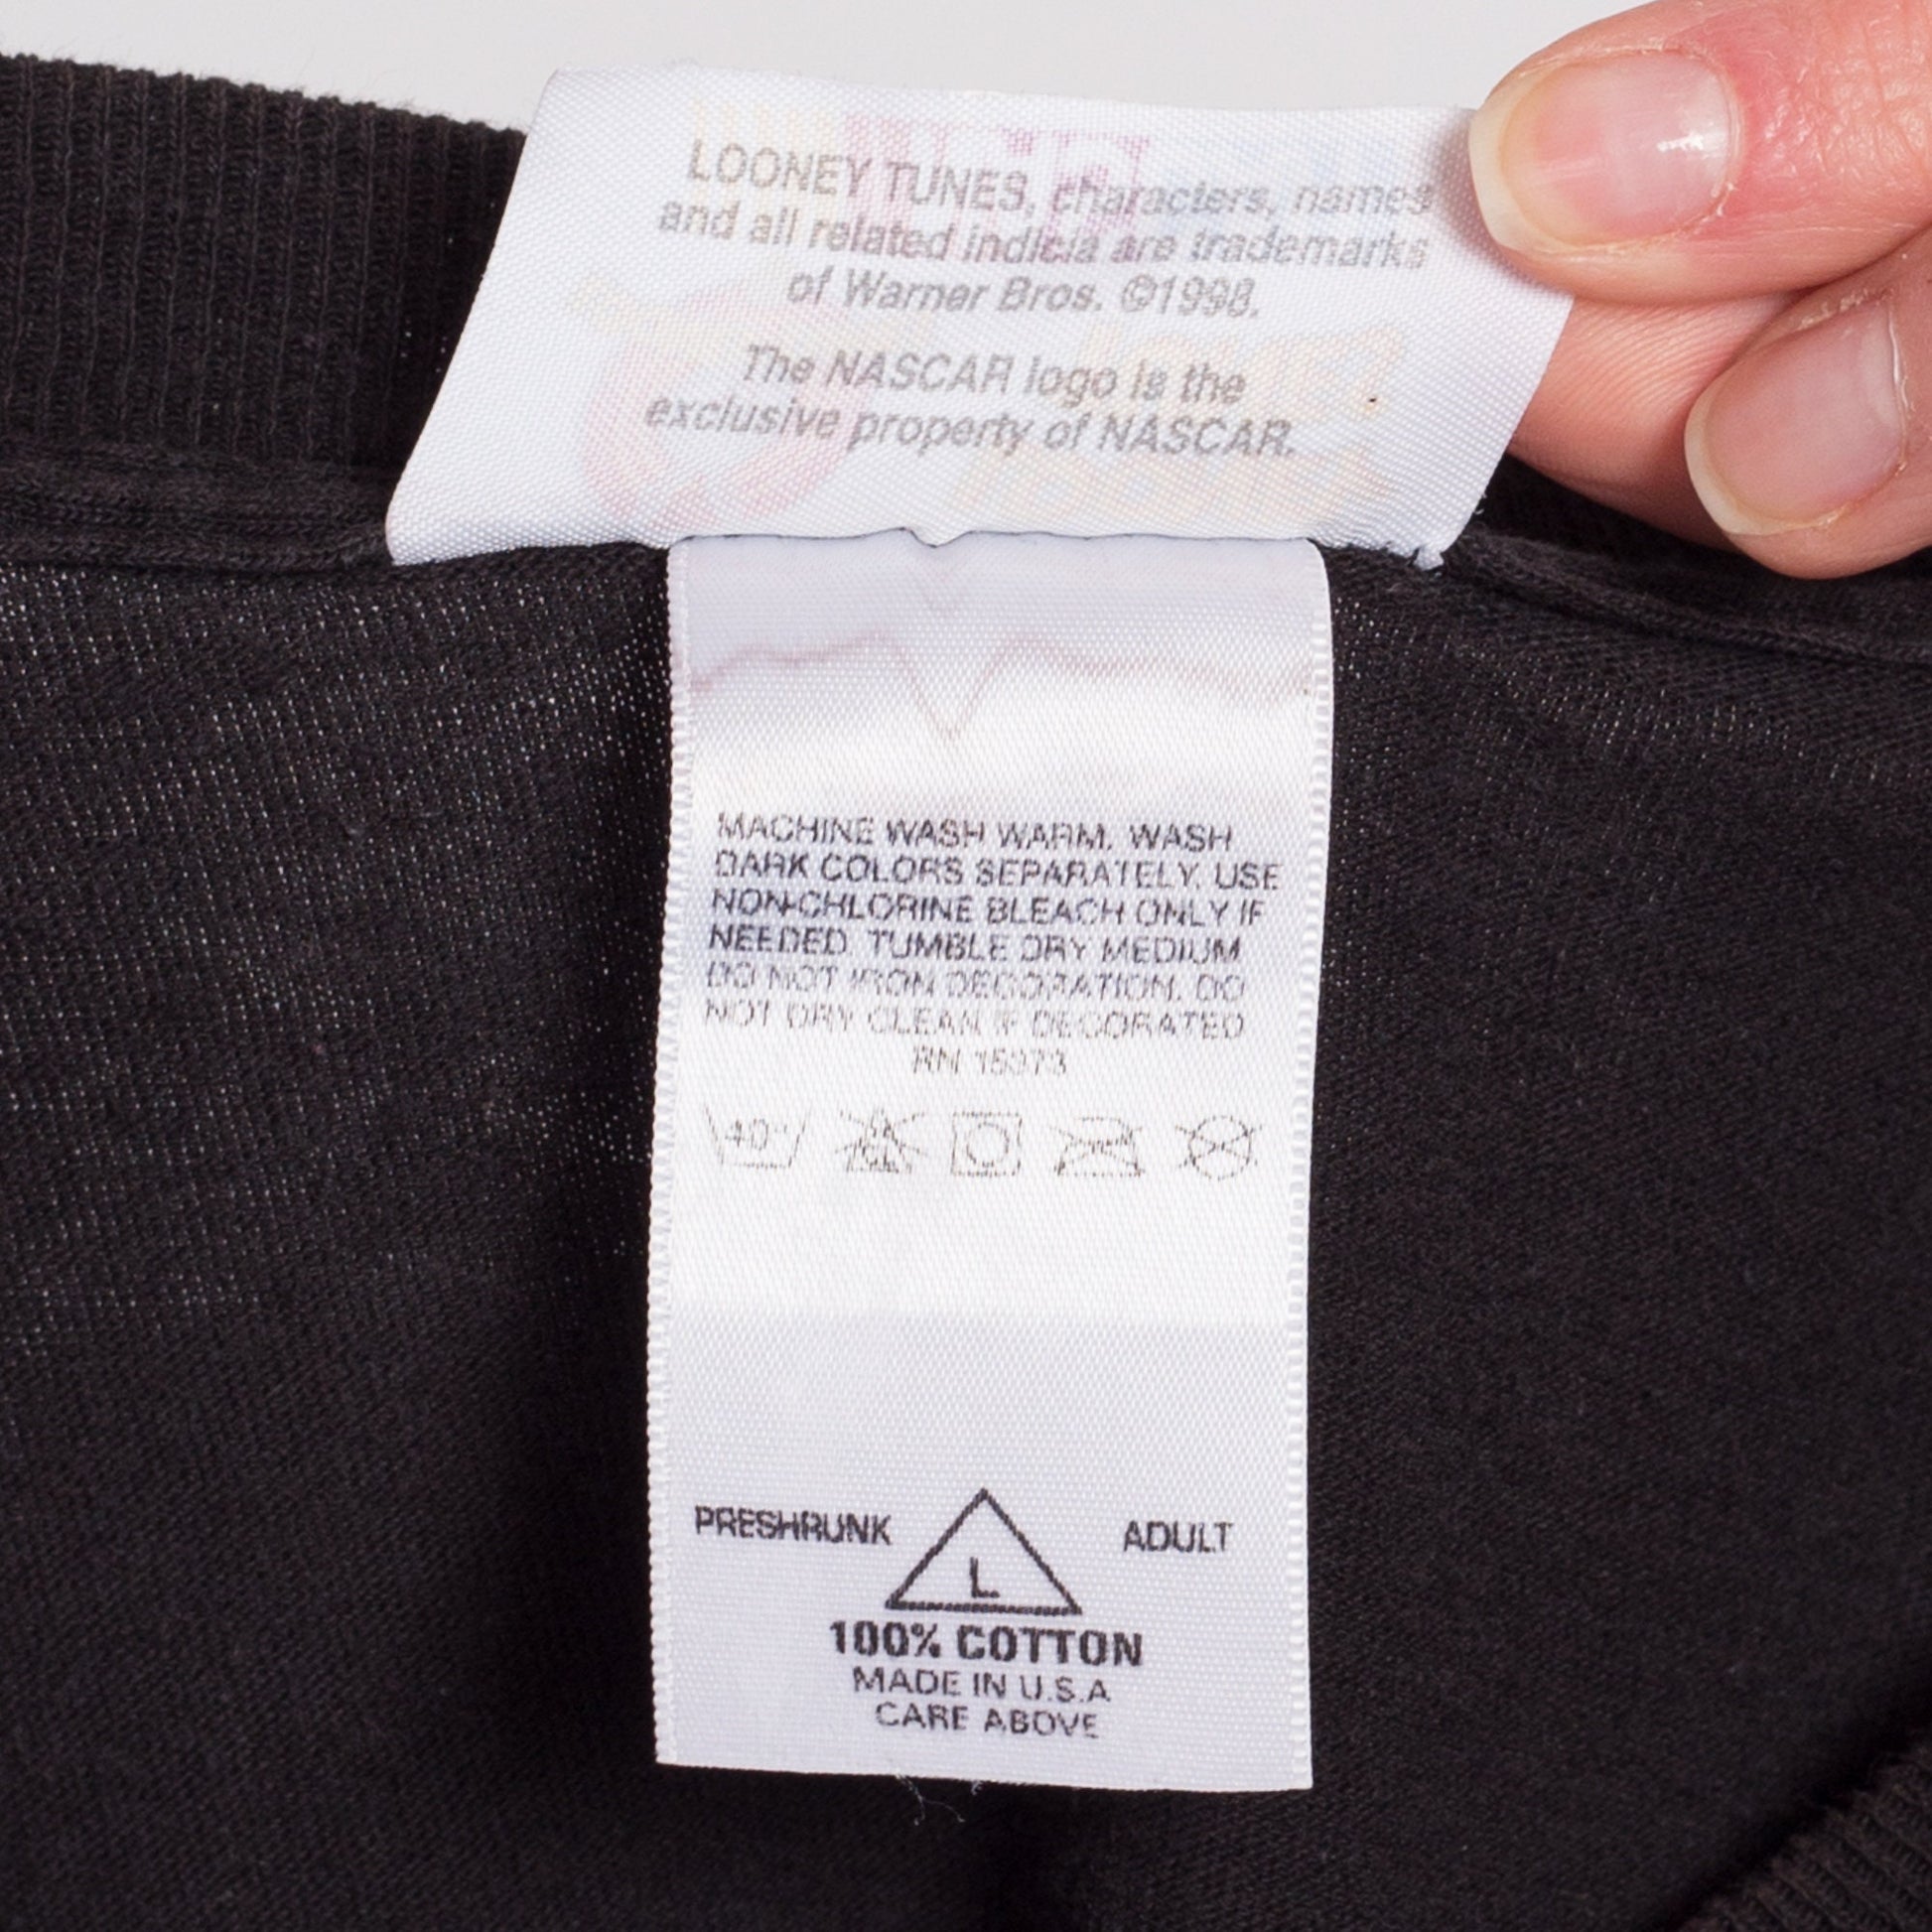 LOONEY TUNES, characters, names
and all related indicia are trademarks
of Warner Bros. ©1998.
The NASCAR logo is the
exclusive property of NASCAR.
MACHINE WASH WARM. WASH
DARK COLORS SEPARATELY. USE
NON-CHLORINE BLEACH ONLY IF
NEEDED. TUMBLE DRY MEDIUM
DO NOT IRON DECORATION. DO
NOT DRY CLEAN IF DECORATED
RN
40°
CL
PRESHRUNK
ADULT
L
100% COTTON
MADE IN U.S.A
CARE ABOVE